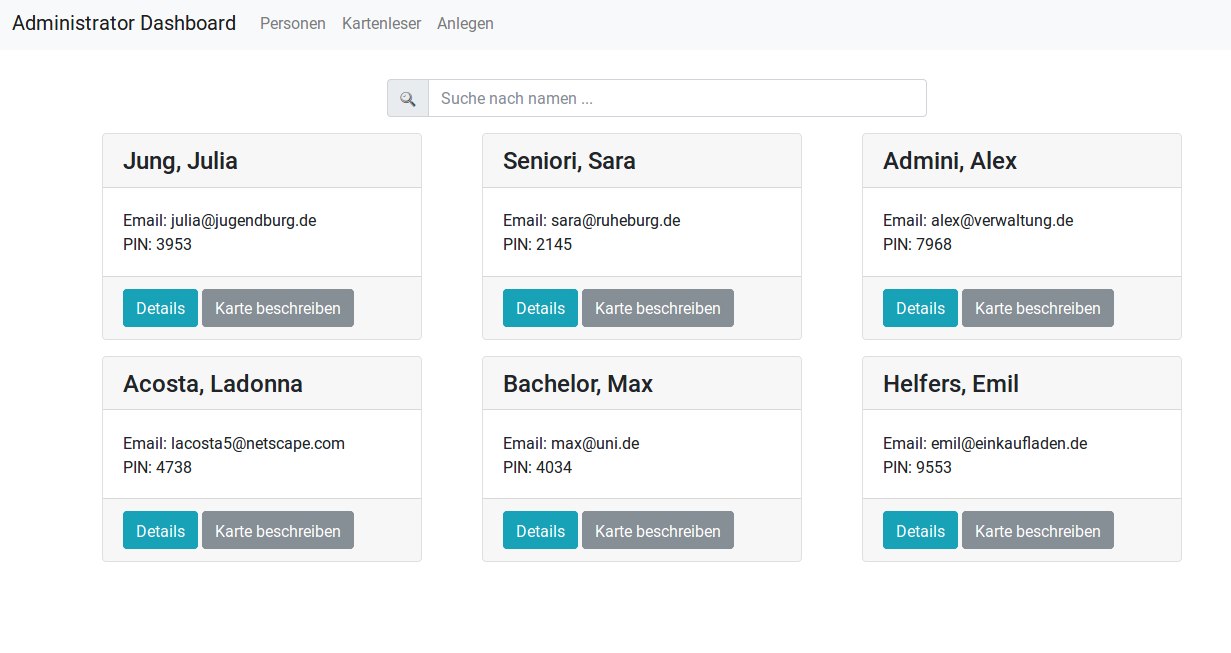 Administrator Dashboard Personen Kartenleser Anlegen
Suche nach namen ...
Jung, Julia
Email: julia@jugendburg.de
PIN: 3953
Details Karte beschreiben
Seniori, Sara
Email: sara@ruheburg.de
PIN: 2145
Details Karte beschreiben
Admini, Alex
Email: alex@verwaltung.de
PIN: 7968
Details Karte beschreiben
Acosta, Ladonna
Email: lacosta5@netscape.com
PIN: 4738
Details Karte beschreiben
Bachelor, Max
Email: max@uni.de
PIN: 4034
Details Karte beschreiben
Helfers, Emil
Email: emil@einkaufladen.de
PIN: 9553
Details Karte beschreiben